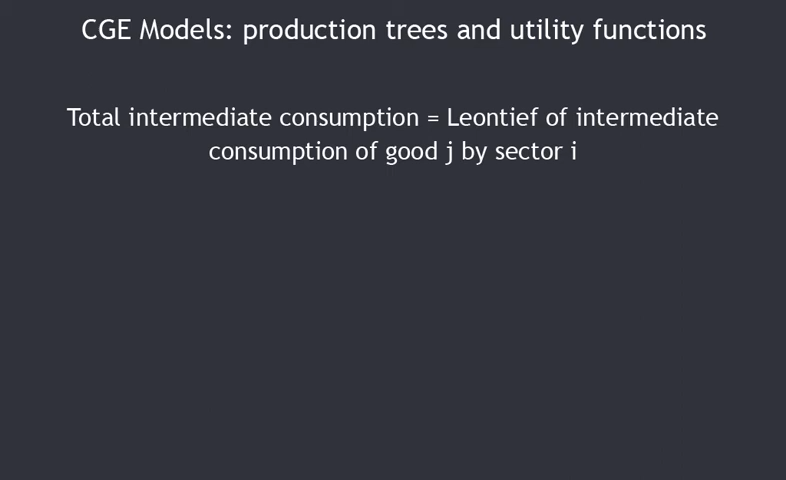 CGE Models: production trees and utility functions
Total intermediate consumption = Leontief of intermediate
consumption of good j by sector i